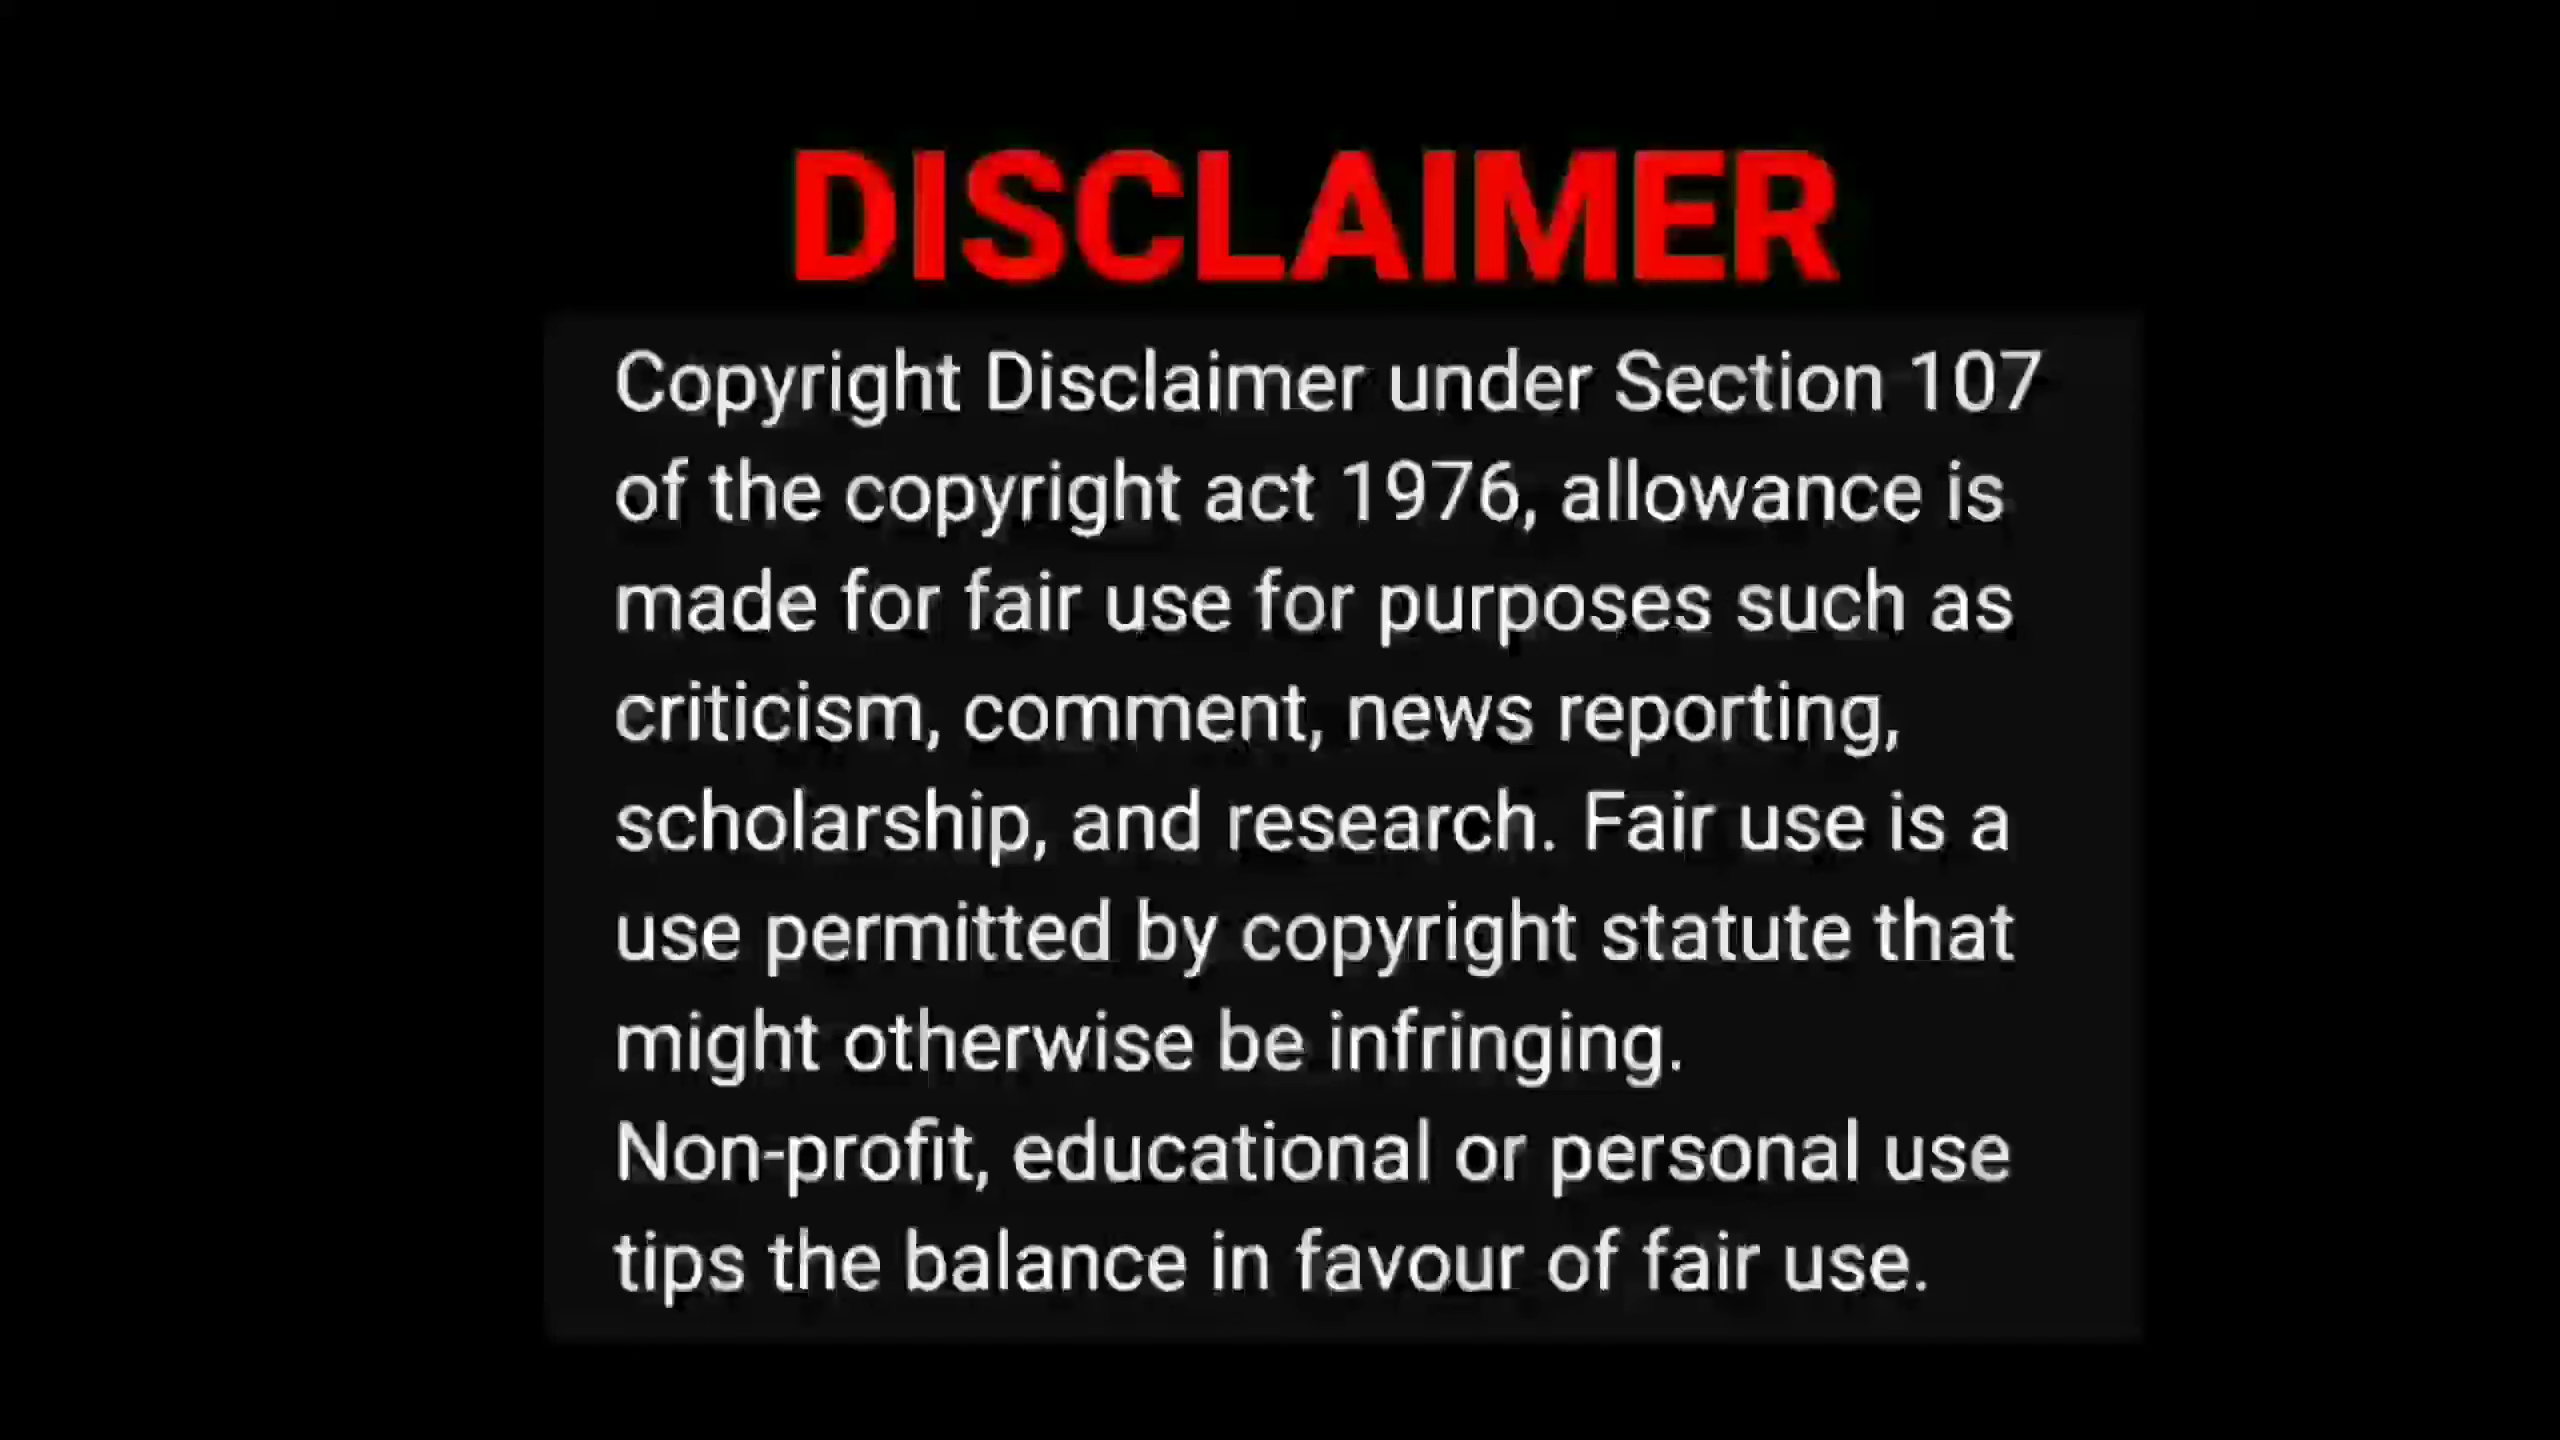 DISCLAIMER
Copyright Disclaimer under Section 107
of the copyright act 1976, allowance is
made for fair use for purposes such as
criticism, comment, news reporting,
scholarship, and research. Fair use is a
use permitted by copyright statute that
might otherwise be infringing.
Non-profit, educational or personal use
tips the balance in favour of fair use.